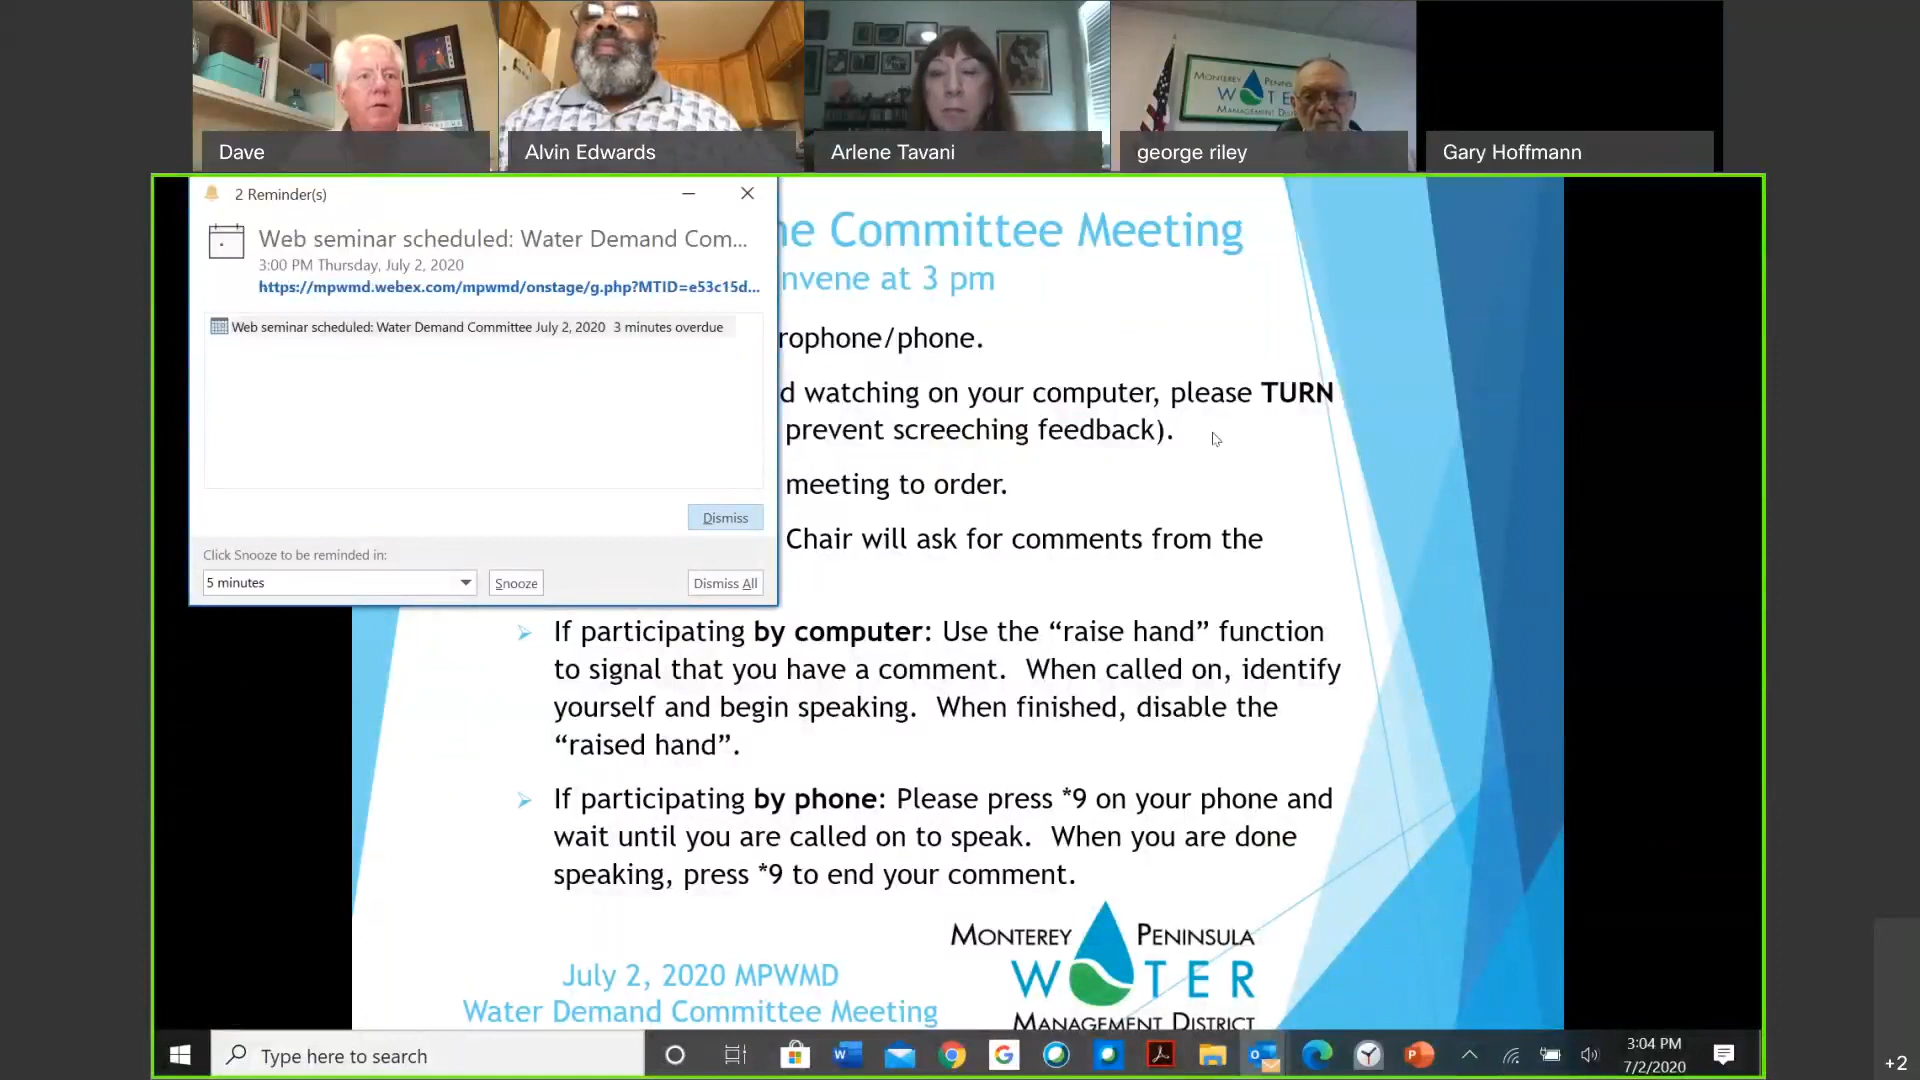 Dave
Alvin Edwards
Arlene Tavani
george riley
Gary Hoffmann
MONTEREY PENINS
WATE
MANAGEMENT
2 Reminder(s)
Web seminar scheduled: Water Demand Com...
3:00 PM Thursday, July 2, 2020
https://mpwmd.webex.com/mpwmd/onstage/g.php?MTID=e53c15d...
Web seminar scheduled: Water Demand Committee July 2, 2020 3 minutes overdue
Dismiss
Click Snooze to be reminded in:
5 minutes
Snooze
Dismiss All
ne Committee Meeting
nvene at 3 pm
rophone/phone.
d watching on your computer, please TURN
prevent screeching feedback).
meeting to order.
Chair will ask for comments from the
If participating by computer: Use the “raise hand” function
to signal that you have a comment. When called on, identify
yourself and begin speaking. When finished, disable the
“raised hand”.
If participating by phone: Please press *9 on your phone and
wait until you are called on to speak. When you are done
speaking, press *9 to end your comment.
July 2, 2020 MPWMD
Water Demand Committee Meeting
MONTEREY PENINSULA
WATER
MANAGEMENT DISTRICT
Type here to search
3:04 PM
7/2/2020
+2